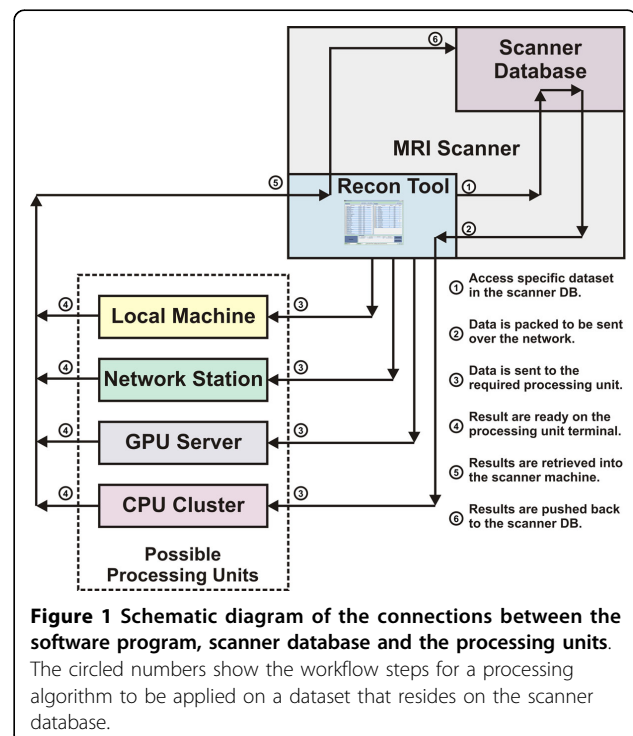 ⑥
Scanner
Database
MRI Scanner
⑤
Recon Tool
①
②
④
Local Machine
③
④
Network Station
③
④
GPU Server
③
④
CPU Cluster
③
Possible
Processing Units
① Access specific dataset
in the scanner DB.
② Data is packed to be sent
over the network.
③ Data is sent to the
required processing unit.
④ Result are ready on the
processing unit terminal.
⑤ Results are retrieved into
the scanner machine.
⑥ Results are pushed back
to the scanner DB.
Figure 1 Schematic diagram of the connections between the
software program, scanner database and the processing units.
The circled numbers show the workflow steps for a processing
algorithm to be applied on a dataset that resides on the scanner
database.